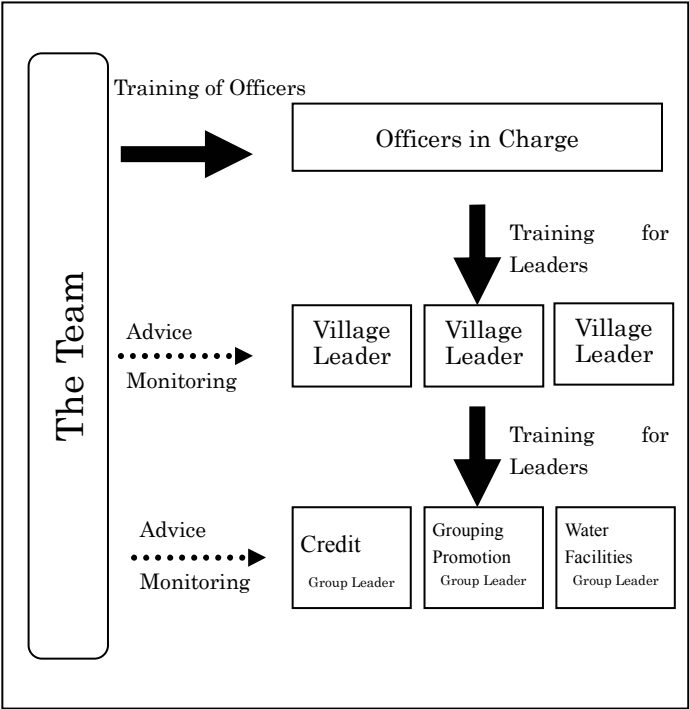 Training of Officers
Officers in Charge
Training for
Leaders
The Team
Advice
Monitoring
Village
Leader
Village
Leader
Village
Leader
Training for
Leaders
Advice
Monitoring
Credit
Group Leader
Grouping
Promotion
Group Leader
Water
Facilities
Group Leader